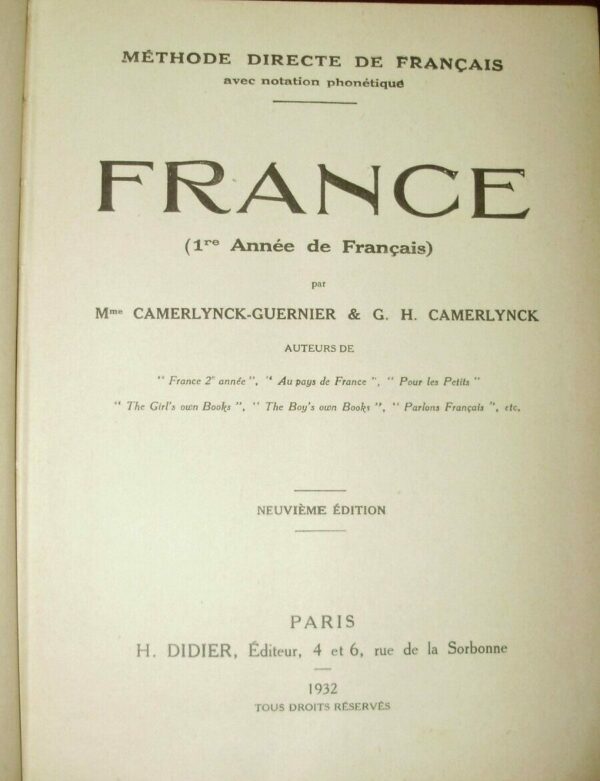 MÉTHODE DIRECTE DE FRANÇAIS
avec notation phonétique
FRANCE
(1re Année de Français)
par
Mme CAMERLYNCK-GUERNIER & G. H. CAMERLYNCK
AUTEURS DE
" France 2e année ", " Au pays de France ", " Pour les Petits "
" The Girl's own Books ", " The Boy's own Books ", " Parlons Français ", etc,
NEUVIÈME ÉDITION
PARIS
H. DIDIER, Éditeur, 4 et 6, rue de la Sorbonne
1932
TOUS DROITS RÉSERVÉS